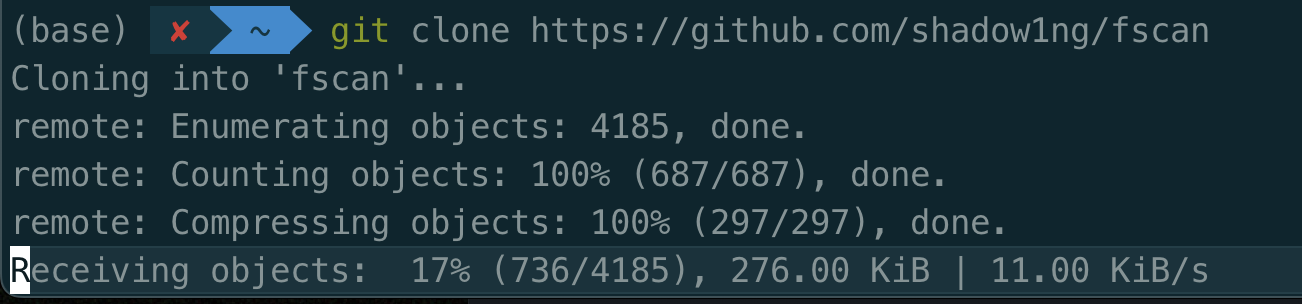 (base) ✘ ~ git clone https://github.com/shadow1ng/fscan
Cloning into 'fscan'...
remote: Enumerating objects: 4185, done.
remote: Counting objects: 100% (687/687), done.
remote: Compressing objects: 100% (297/297), done.
Receiving objects:  17% (736/4185), 276.00 KiB | 11.00 KiB/s